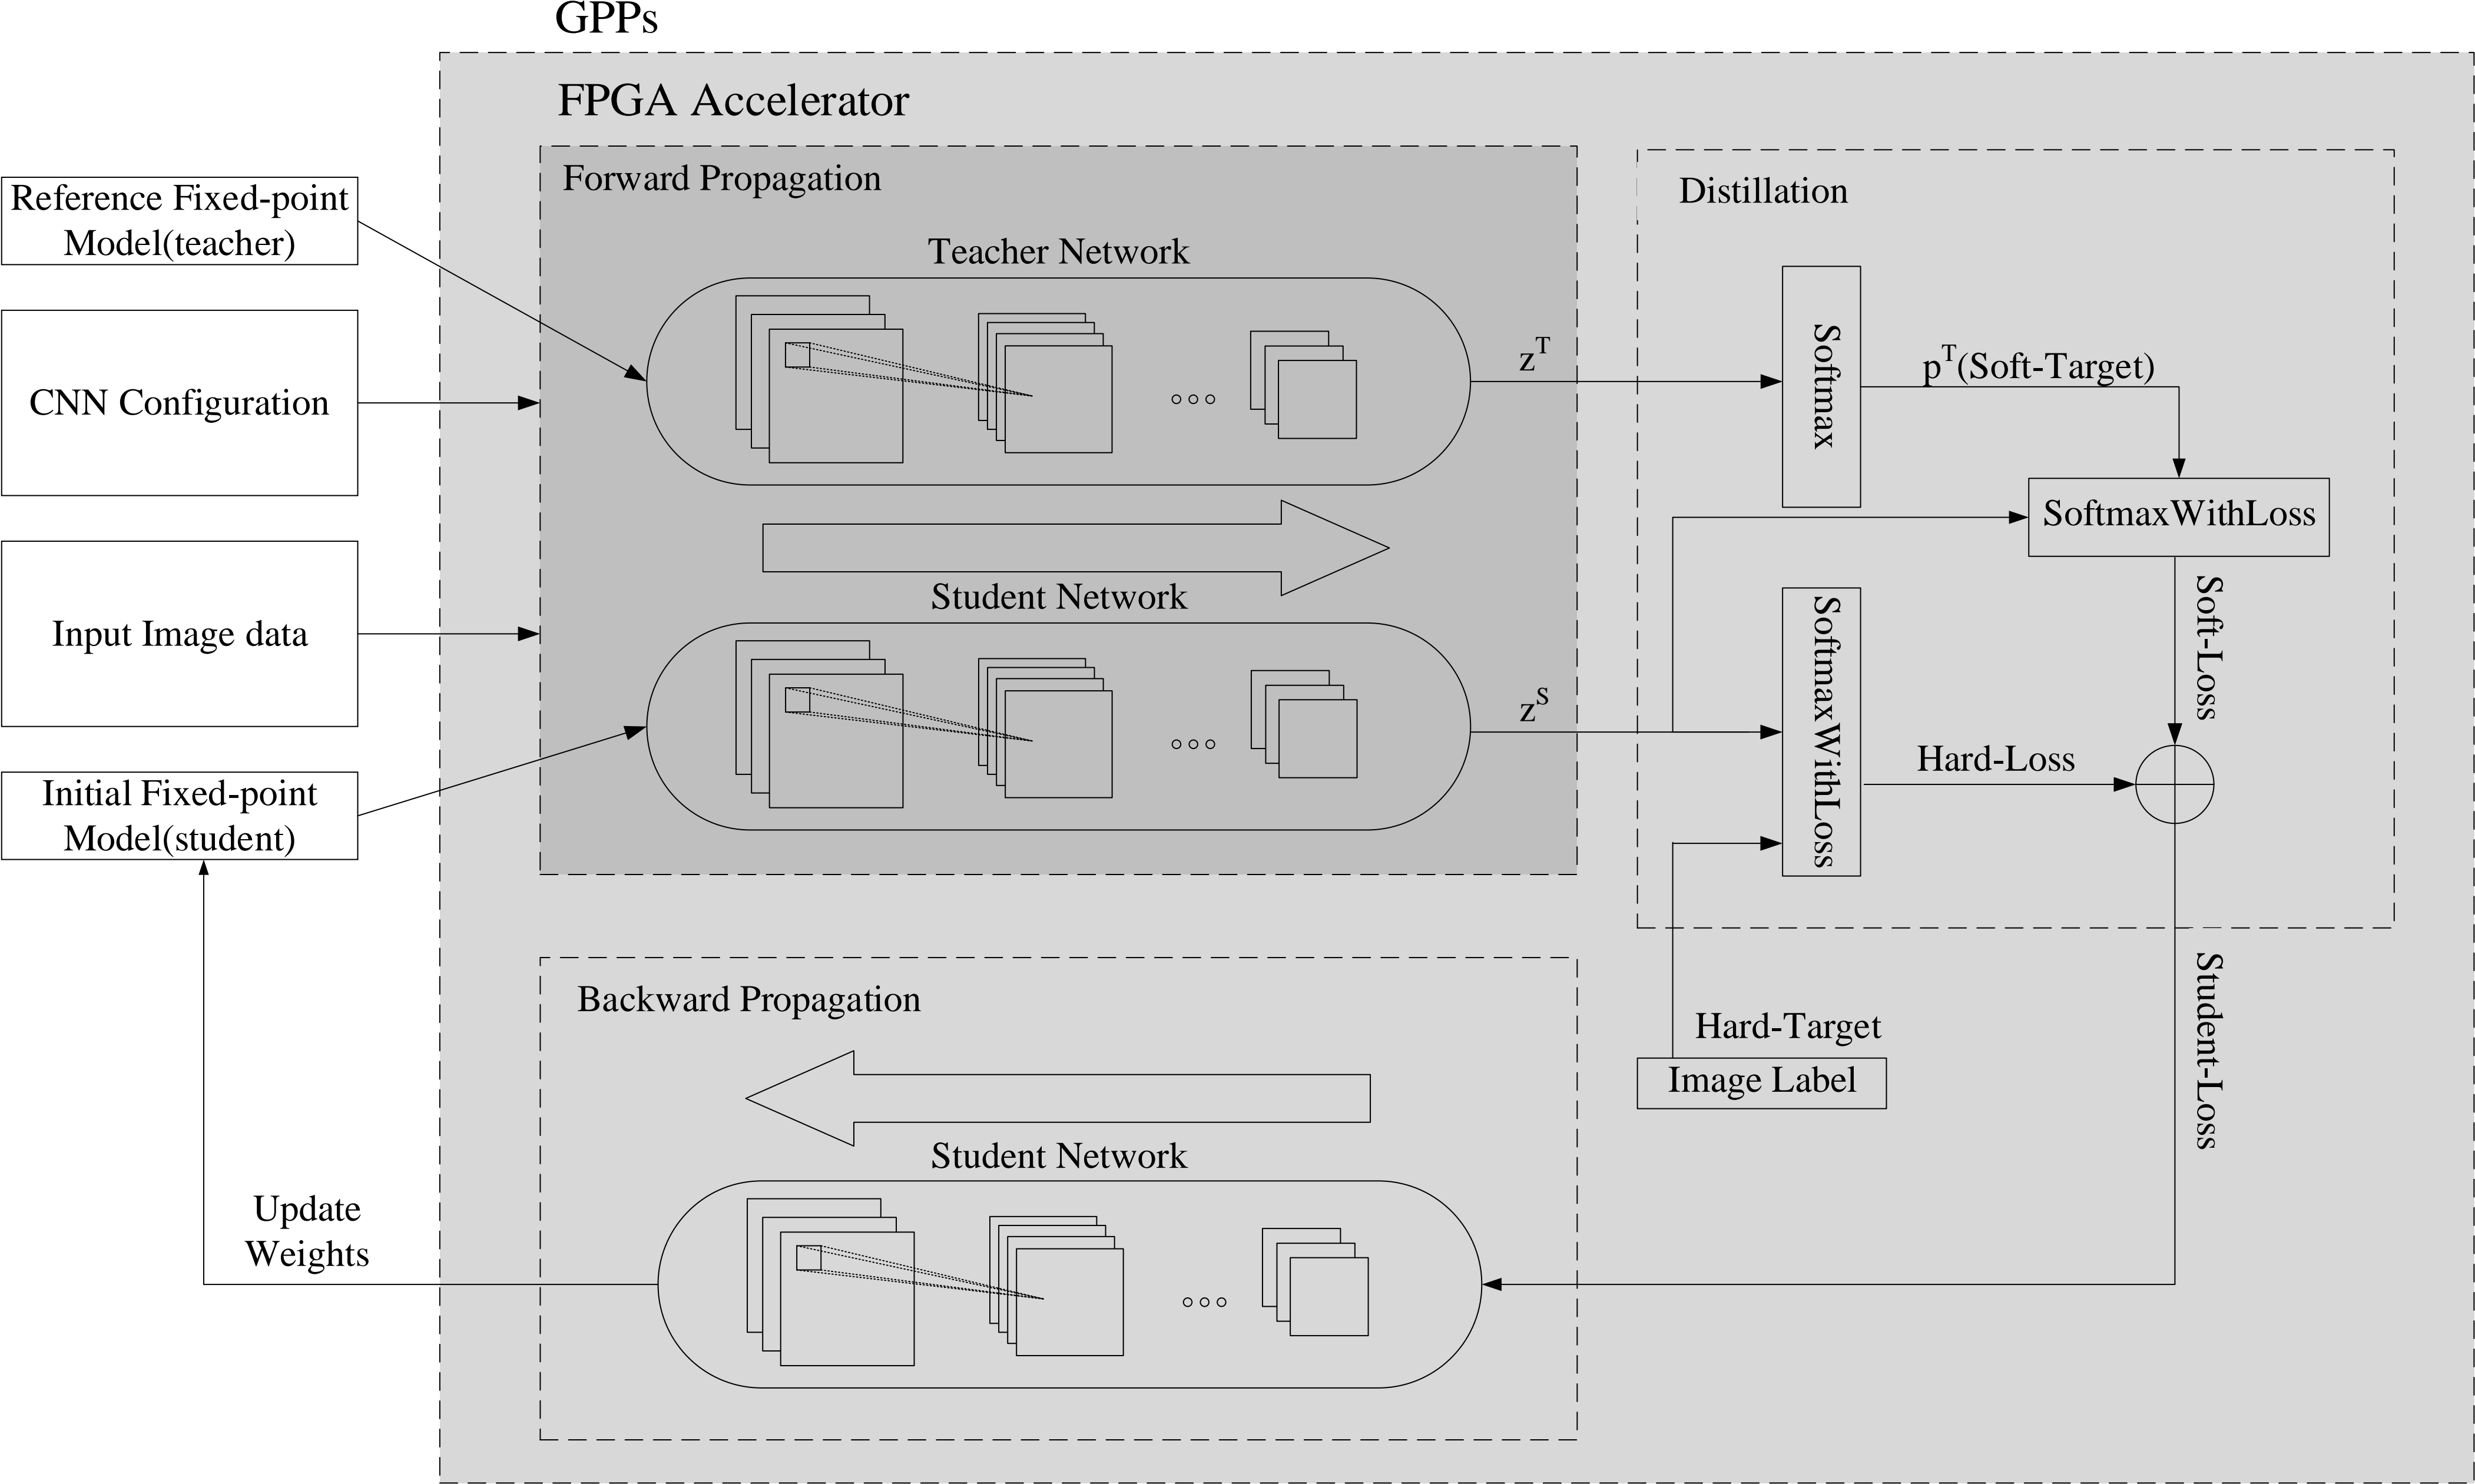 GPPs
FPGA Accelerator
Forward Propagation
Distillation
Reference Fixed-point
Model(teacher)
CNN Configuration
Input Image data
Initial Fixed-point
Model(student)
Teacher Network
Student Network
z^T
z^S
Softmax
p^T(Soft-Target)
SoftmaxWithLoss
Soft-Loss
SoftmaxWithLoss
Hard-Loss
Hard-Target
Image Label
Student-Loss
Backward Propagation
Student Network
Update
Weights